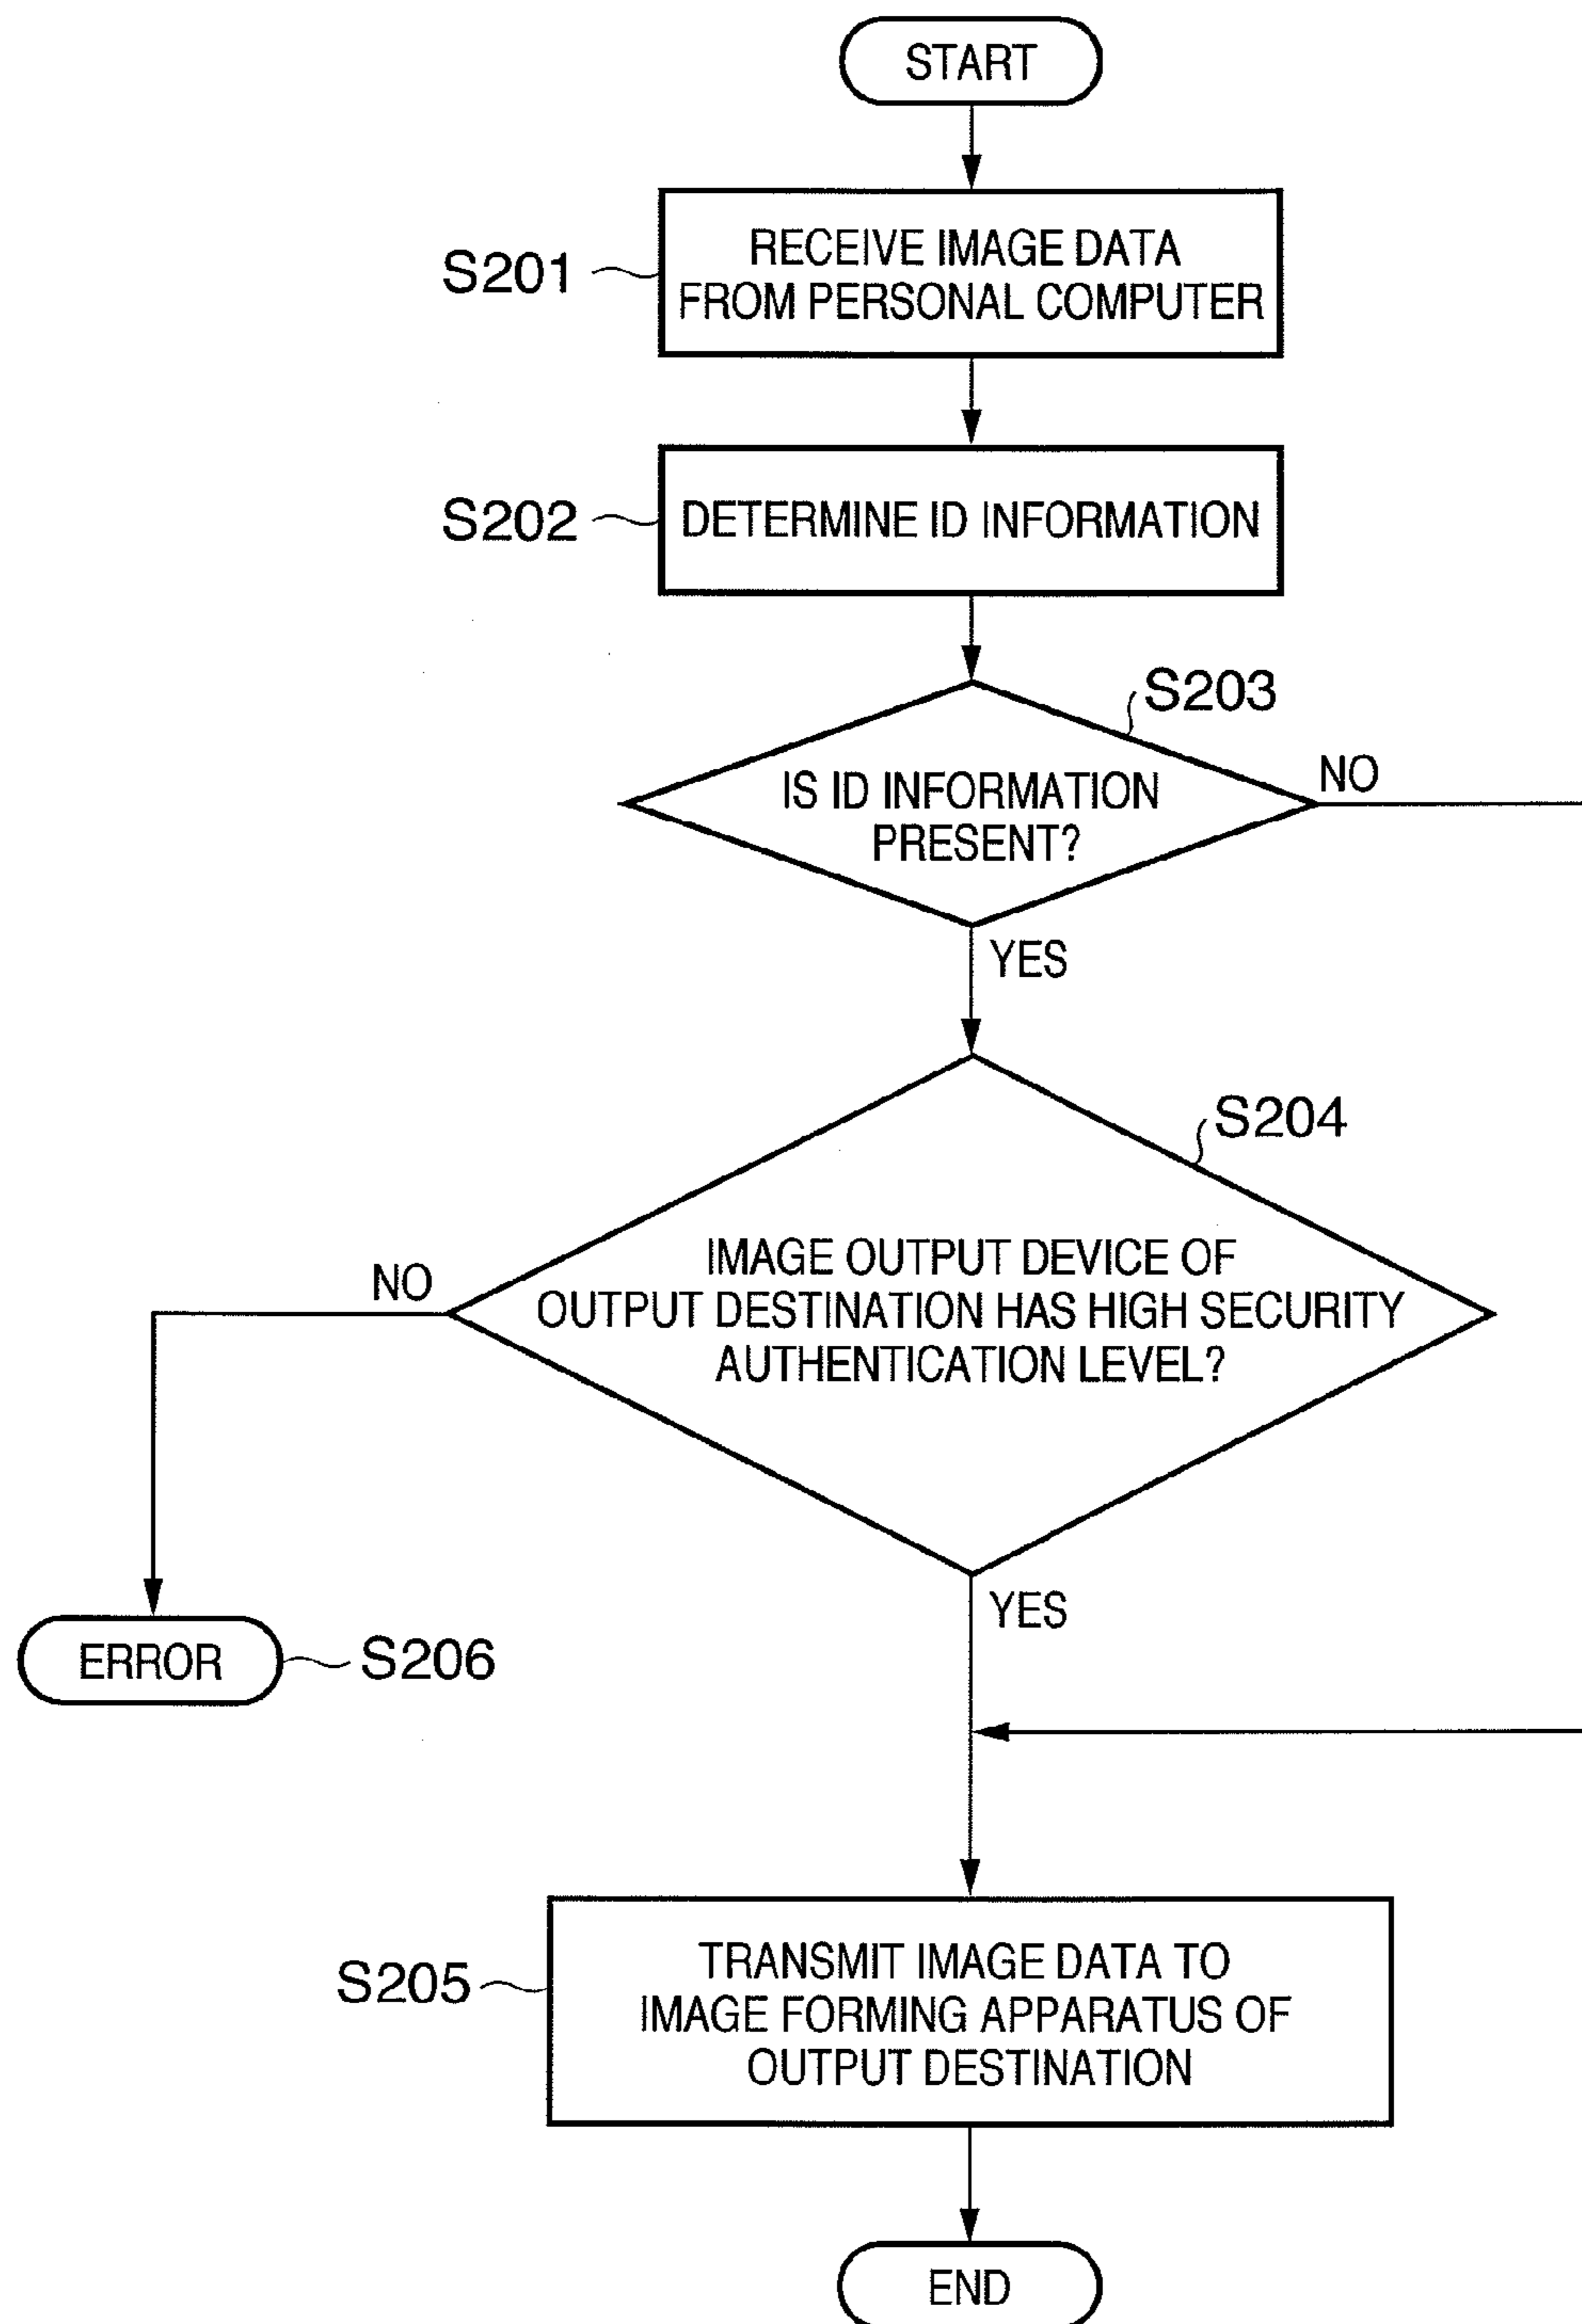 START
S201
RECEIVE IMAGE DATA
FROM PERSONAL COMPUTER
S202
DETERMINE ID INFORMATION
S203
IS ID INFORMATION
PRESENT?
NO
YES
S204
IMAGE OUTPUT DEVICE OF
OUTPUT DESTINATION HAS HIGH SECURITY
AUTHENTICATION LEVEL?
NO
YES
ERROR
S206
S205
TRANSMIT IMAGE DATA TO
IMAGE FORMING APPARATUS OF
OUTPUT DESTINATION
END